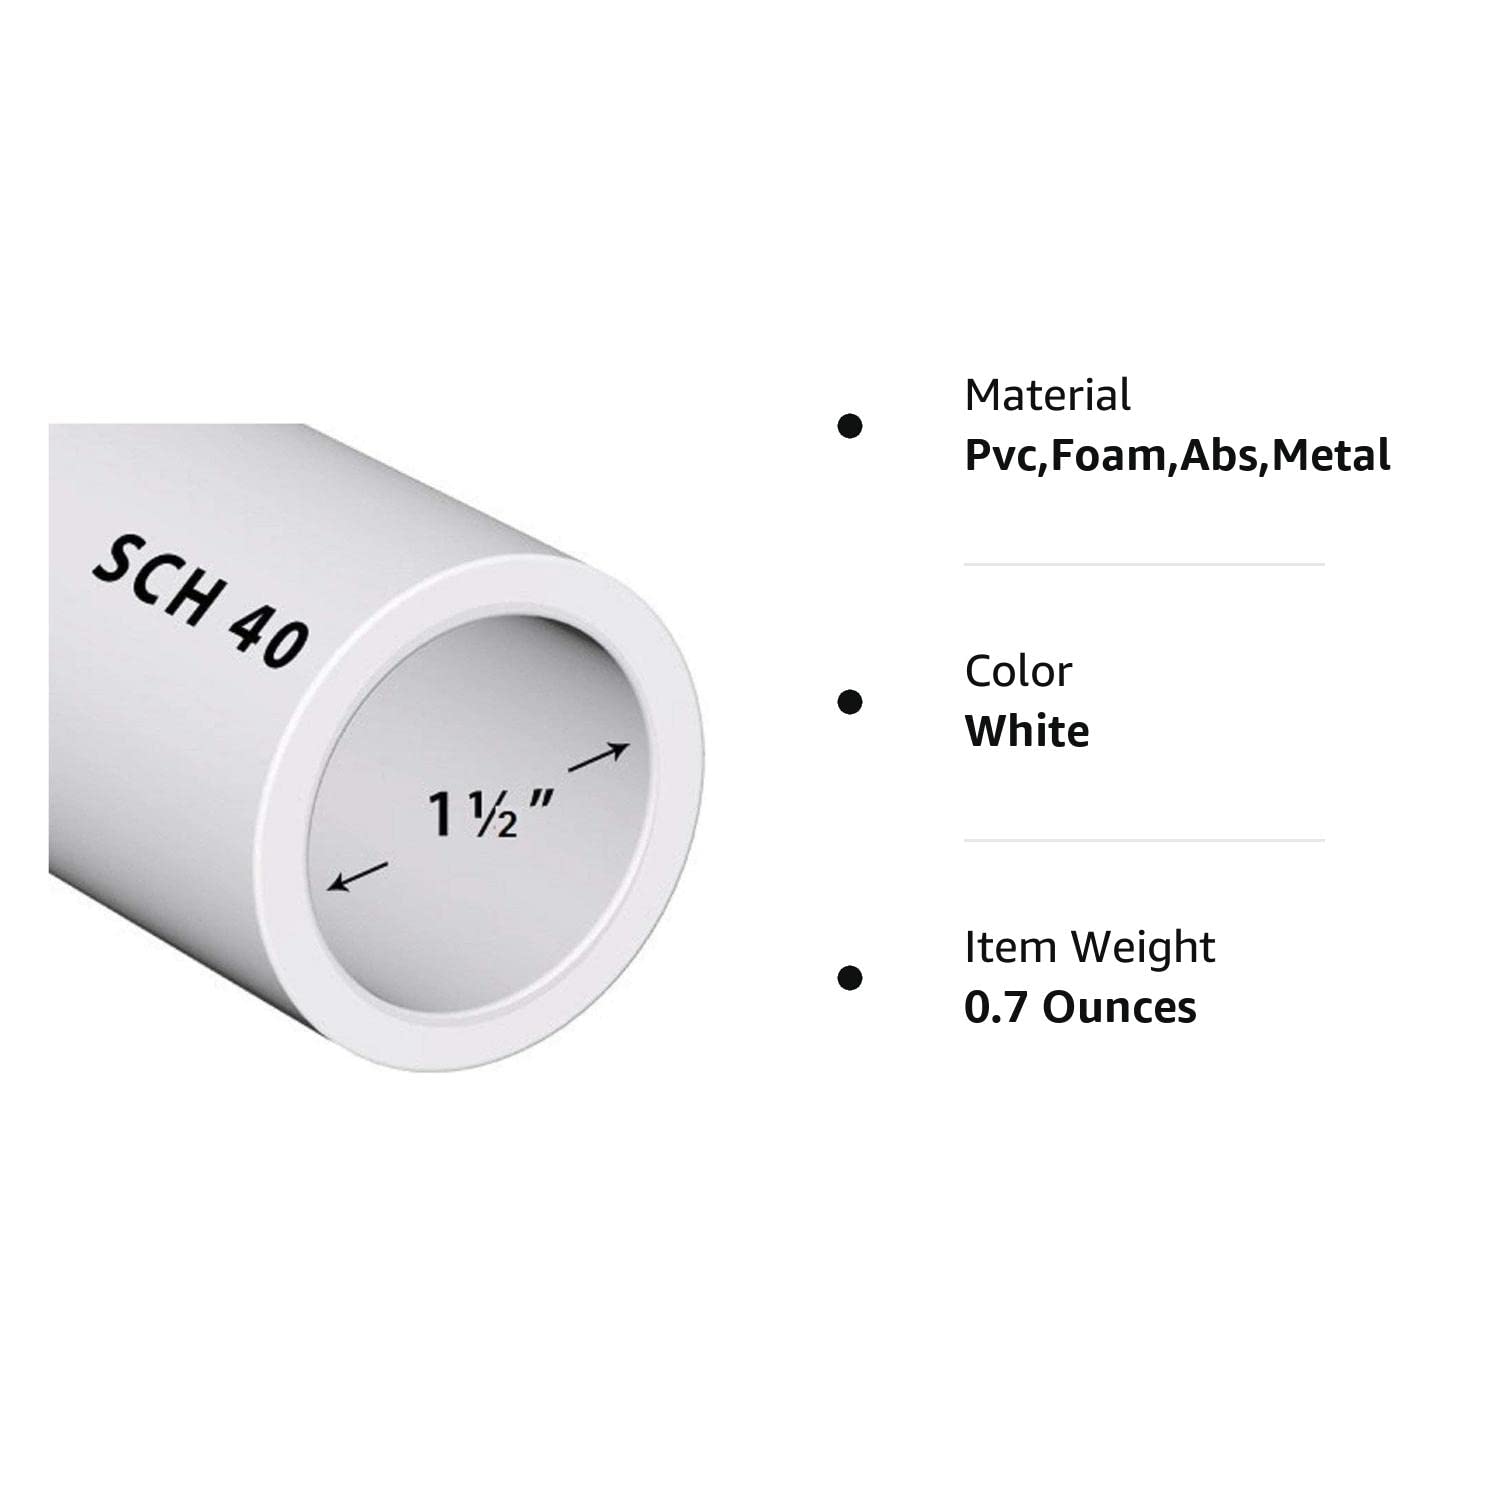 SCH 40
1 ½"
Material
Pvc,Foam,Abs,Metal
Color
White
Item Weight
0.7 Ounces